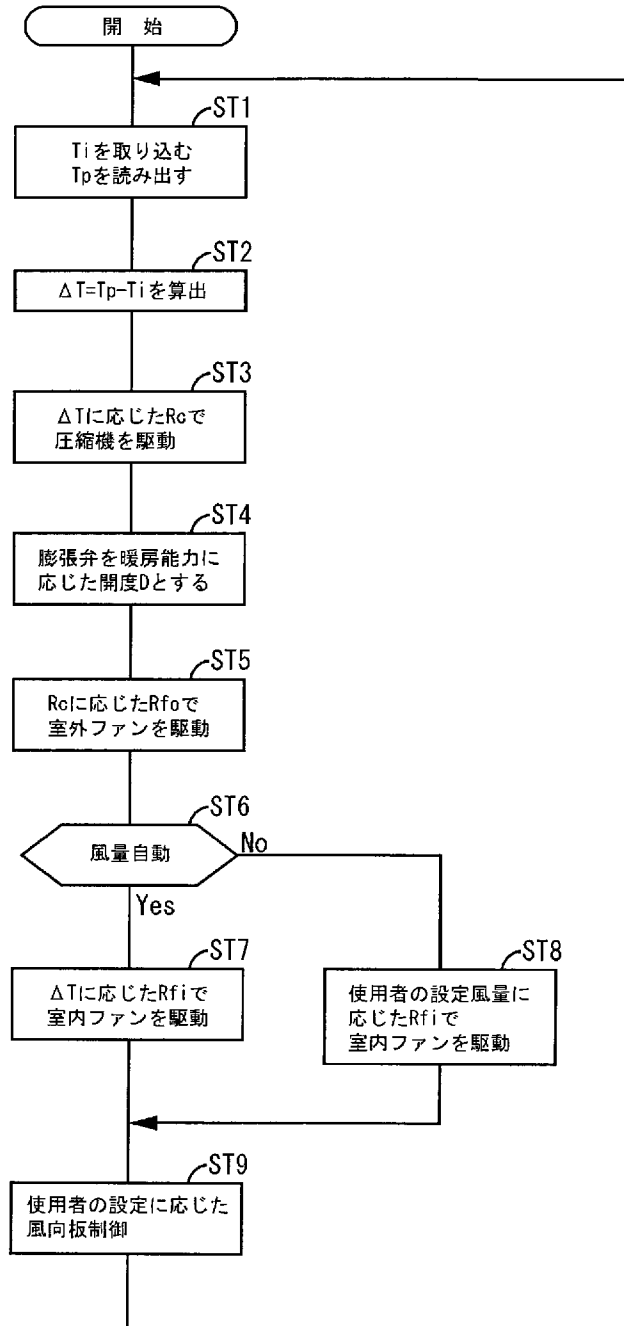 開 始
ST1
Tiを取り込む
Tpを読み出す
ST2
ΔT=Tp-Tiを算出
ST3
ΔTに応じたRcで
圧縮機を駆動
ST4
膨張弁を暖房能力に
応じた開度Dとする
ST5
Rcに応じたRfoで
室外ファンを駆動
ST6
風量自動
No
Yes
ST7
ΔTに応じたRfiで
室内ファンを駆動
ST8
使用者の設定風量に
応じたRfiで
室内ファンを駆動
ST9
使用者の設定に応じた
風向板制御